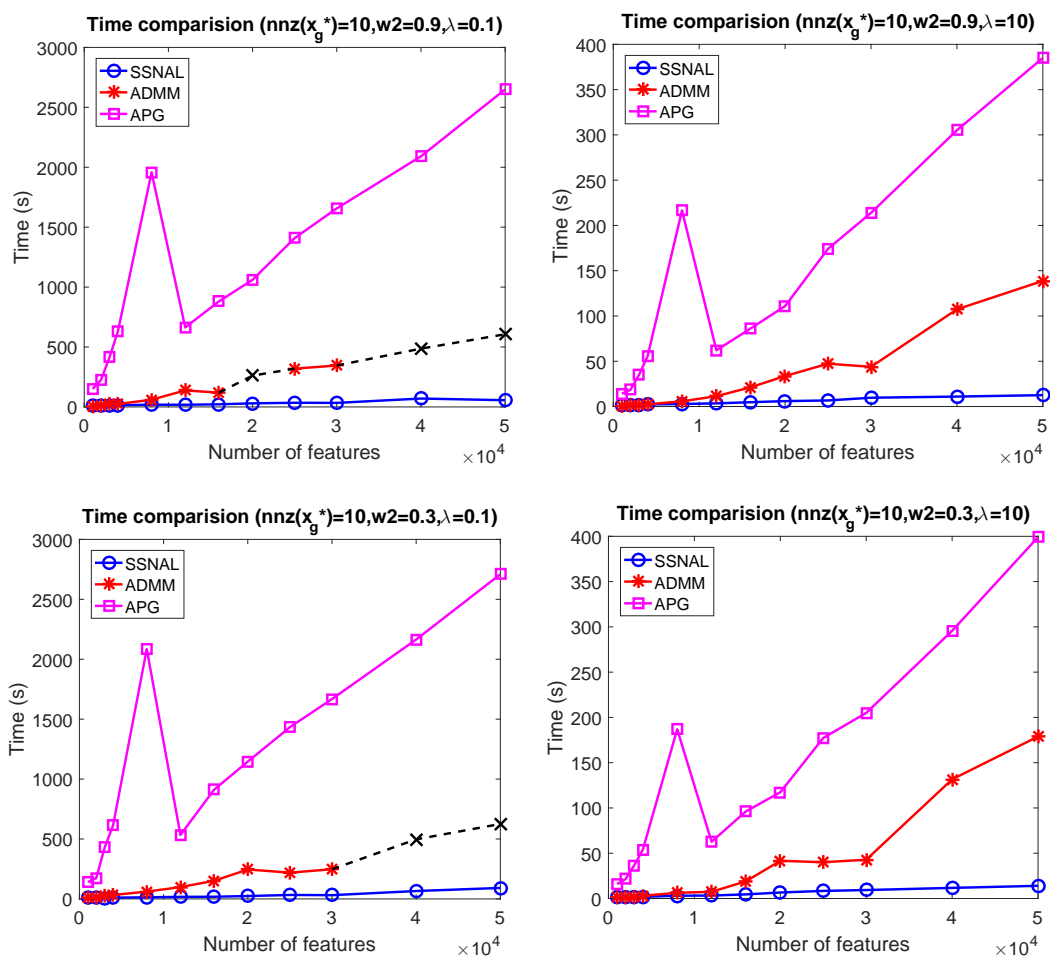 Time comparision (nnz(x_g^*)=10,w2=0.9,λ=0.1)
3000
2500
2000
1500
1000
500
0
Time (s)
SSNAL
ADMM
APG
0 1 2 3 4 5
Number of features
×10^4
Time comparision (nnz(x_g^*)=10,w2=0.9,λ=10)
400
350
300
250
200
150
100
50
0
Time (s)
SSNAL
ADMM
APG
0 1 2 3 4 5
Number of features
×10^4
Time comparision (nnz(x_g^*)=10,w2=0.3,λ=0.1)
3000
2500
2000
1500
1000
500
0
Time (s)
SSNAL
ADMM
APG
0 1 2 3 4 5
Number of features
×10^4
Time comparision (nnz(x_g^*)=10,w2=0.3,λ=10)
400
350
300
250
200
150
100
50
0
Time (s)
SSNAL
ADMM
APG
0 1 2 3 4 5
Number of features
×10^4